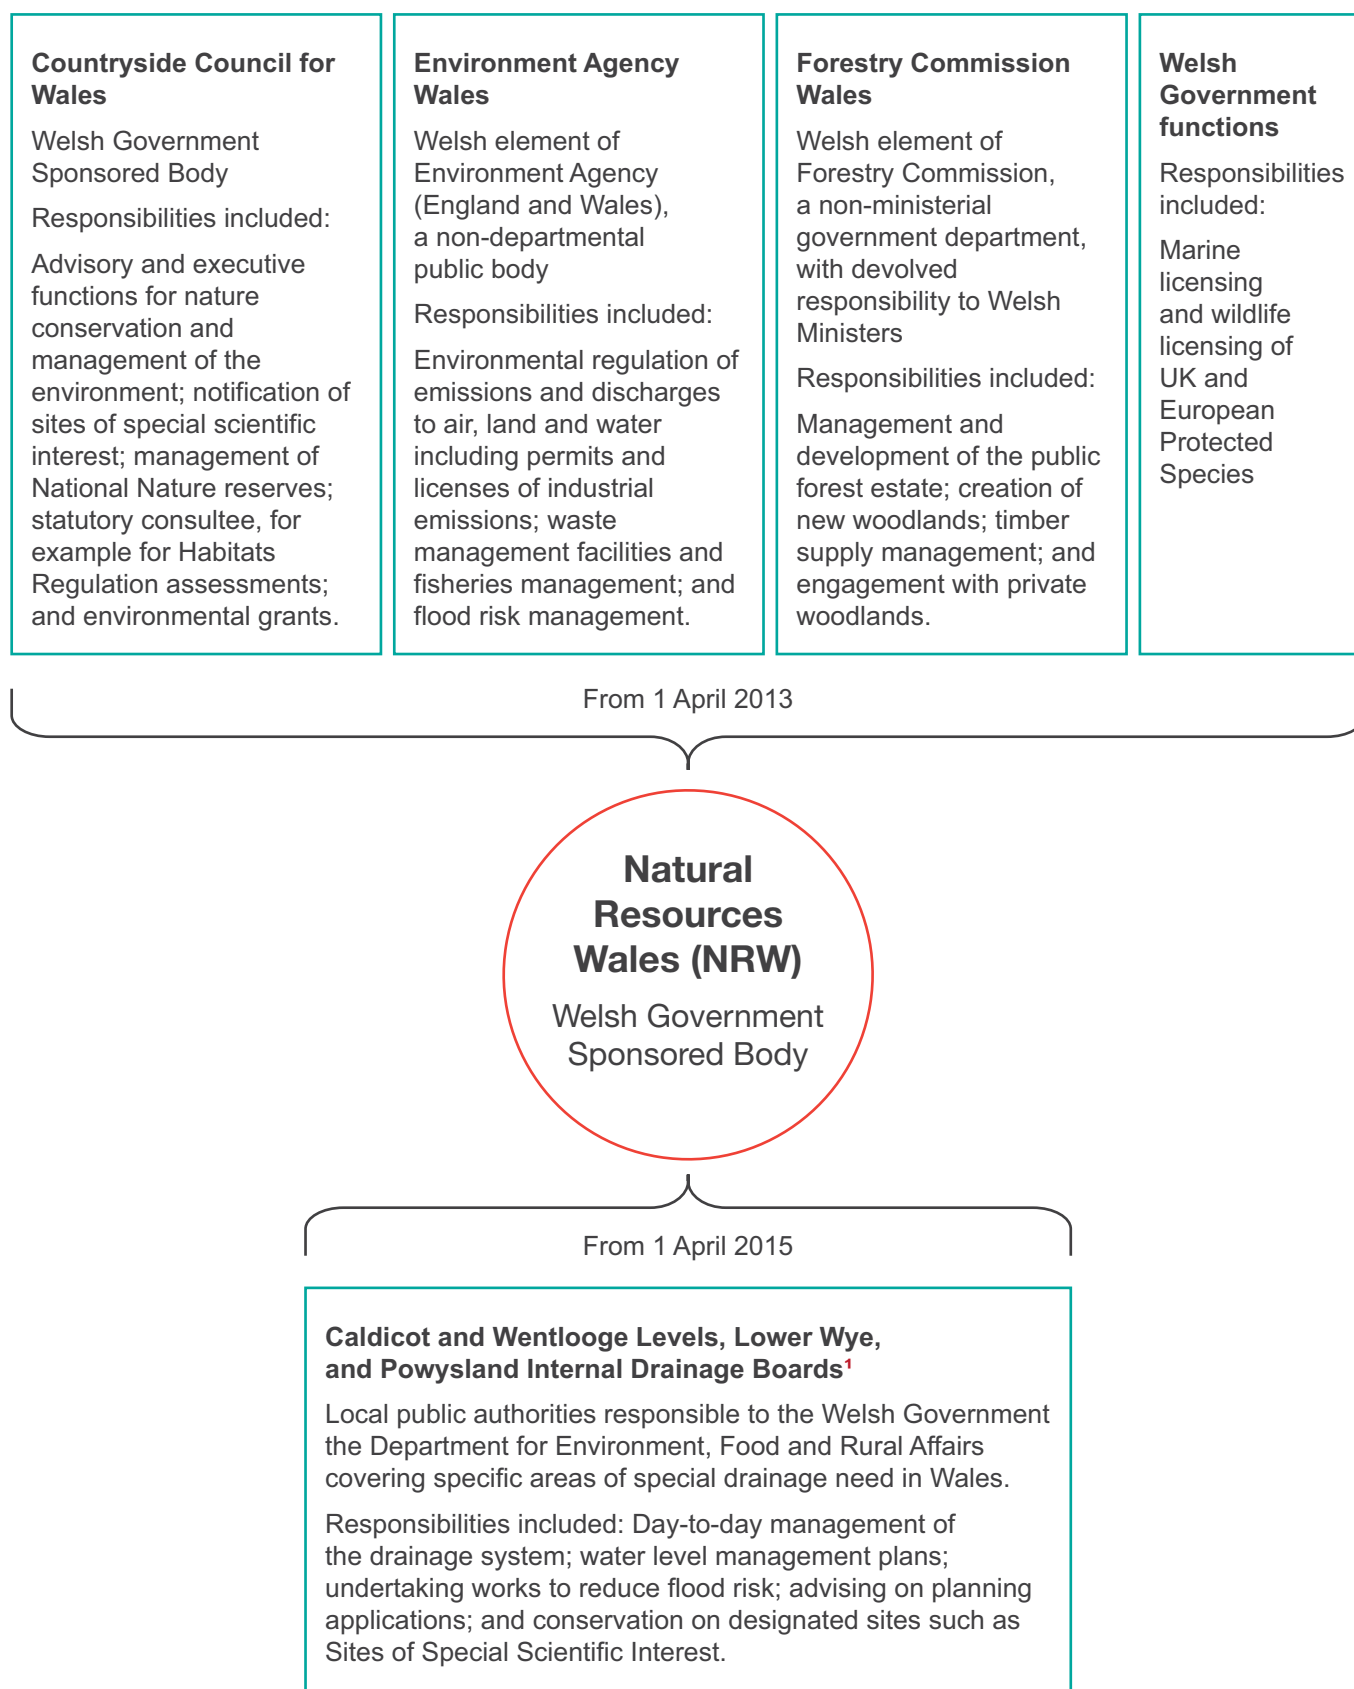 Countryside Council for
Wales
Welsh Government
Sponsored Body
Responsibilities included:
Advisory and executive
functions for nature
conservation and
management of the
environment; notification of
sites of special scientific
interest; management of
National Nature reserves;
statutory consultee, for
example for Habitats
Regulation assessments;
and environmental grants.
Environment Agency
Wales
Welsh element of
Environment Agency
(England and Wales),
a non-departmental
public body
Responsibilities included:
Environmental regulation of
emissions and discharges
to air, land and water
including permits and
licenses of industrial
emissions; waste
management facilities and
fisheries management; and
flood risk management.
Forestry Commission
Wales
Welsh element of
Forestry Commission,
a non-ministerial
government department,
with devolved
responsibility to Welsh
Ministers
Responsibilities included:
Management and
development of the public
forest estate; creation of
new woodlands; timber
supply management; and
engagement with private
woodlands.
Welsh
Government
functions
Responsibilities
included:
Marine
licensing
and wildlife
licensing of
UK and
European
Protected
Species
From 1 April 2013
Natural
Resources
Wales (NRW)
Welsh Government
Sponsored Body
From 1 April 2015
Caldicot and Wentlooge Levels, Lower Wye,
and Powysland Internal Drainage Boards¹
Local public authorities responsible to the Welsh Government
the Department for Environment, Food and Rural Affairs
covering specific areas of special drainage need in Wales.
Responsibilities included: Day-to-day management of
the drainage system; water level management plans;
undertaking works to reduce flood risk; advising on planning
applications; and conservation on designated sites such as
Sites of Special Scientific Interest.